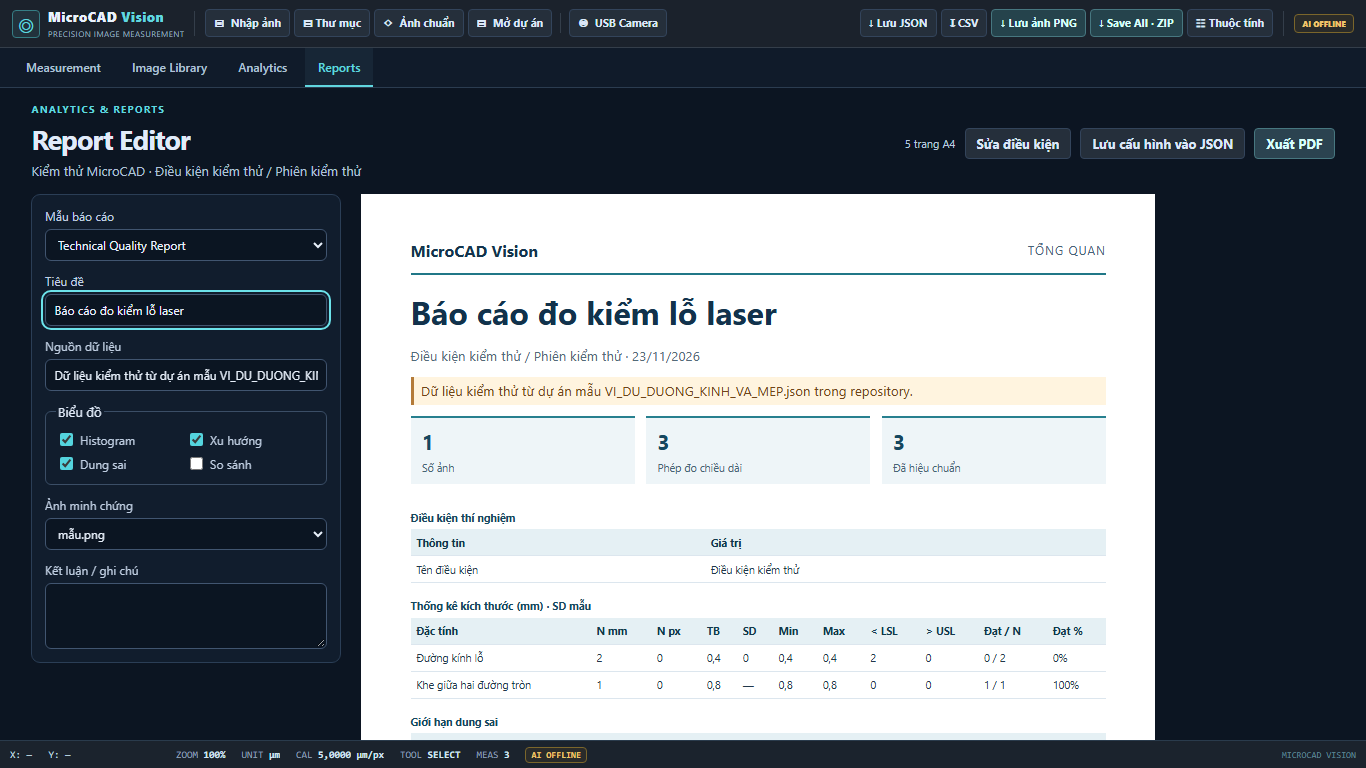 MicroCAD Vision
PRECISION IMAGE MEASUREMENT
Nhập ảnh
Thư mục
Ảnh chuẩn
Mở dự án
USB Camera
↓ Lưu JSON
CSV
↓ Lưu ảnh PNG
↓ Save All · ZIP
Thuộc tính
AI OFFLINE
Measurement
Image Library
Analytics
Reports
ANALYTICS & REPORTS
Report Editor
Kiểm thử MicroCAD · Điều kiện kiểm thử / Phiên kiểm thử
5 trang A4
Sửa điều kiện
Lưu cấu hình vào JSON
Xuất PDF
Mẫu báo cáo
Technical Quality Report
Tiêu đề
Báo cáo đo kiểm lỗ laser
Nguồn dữ liệu
Dữ liệu kiểm thử từ dự án mẫu VI_DU_DUONG_KI
Biểu đồ
Histogram
Xu hướng
Dung sai
So sánh
Ảnh minh chứng
mẫu.png
Kết luận / ghi chú
MicroCAD Vision
TỔNG QUAN
Báo cáo đo kiểm lỗ laser
Điều kiện kiểm thử / Phiên kiểm thử · 23/11/2026
Dữ liệu kiểm thử từ dự án mẫu VI_DU_DUONG_KINH_VA_MEP.json trong repository.
1
Số ảnh
3
Phép đo chiều dài
3
Đã hiệu chuẩn
Điều kiện thí nghiệm
Thông tin Giá trị
Tên điều kiện Điều kiện kiểm thử
Thống kê kích thước (mm) · SD mẫu
Đặc tính N mm N px TB SD Min Max < LSL > USL Đạt / N Đạt %
Đường kính lỗ 2 0 0,4 0 0,4 0,4 2 0 0 / 2 0%
Khe giữa hai đường tròn 1 0 0,8 — 0,8 0,8 0 0 1 / 1 100%
Giới hạn dung sai
X: — Y: — ZOOM 100% UNIT µm CAL 5,0000 µm/px TOOL SELECT MEAS 3 AI OFFLINE MICROCAD VISION